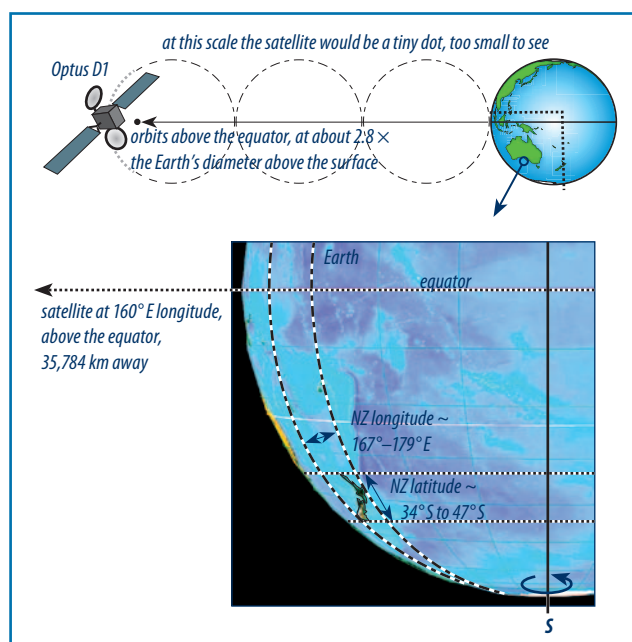 at this scale the satellite would be a tiny dot, too small to see
Optus D1
orbits above the equator, at about 2.8 ×
the Earth's diameter above the surface
Earth
equator
satellite at 160° E longitude,
above the equator,
35,784 km away
NZ longitude ~
167°–179° E
NZ latitude ~
34° S to 47° S
S